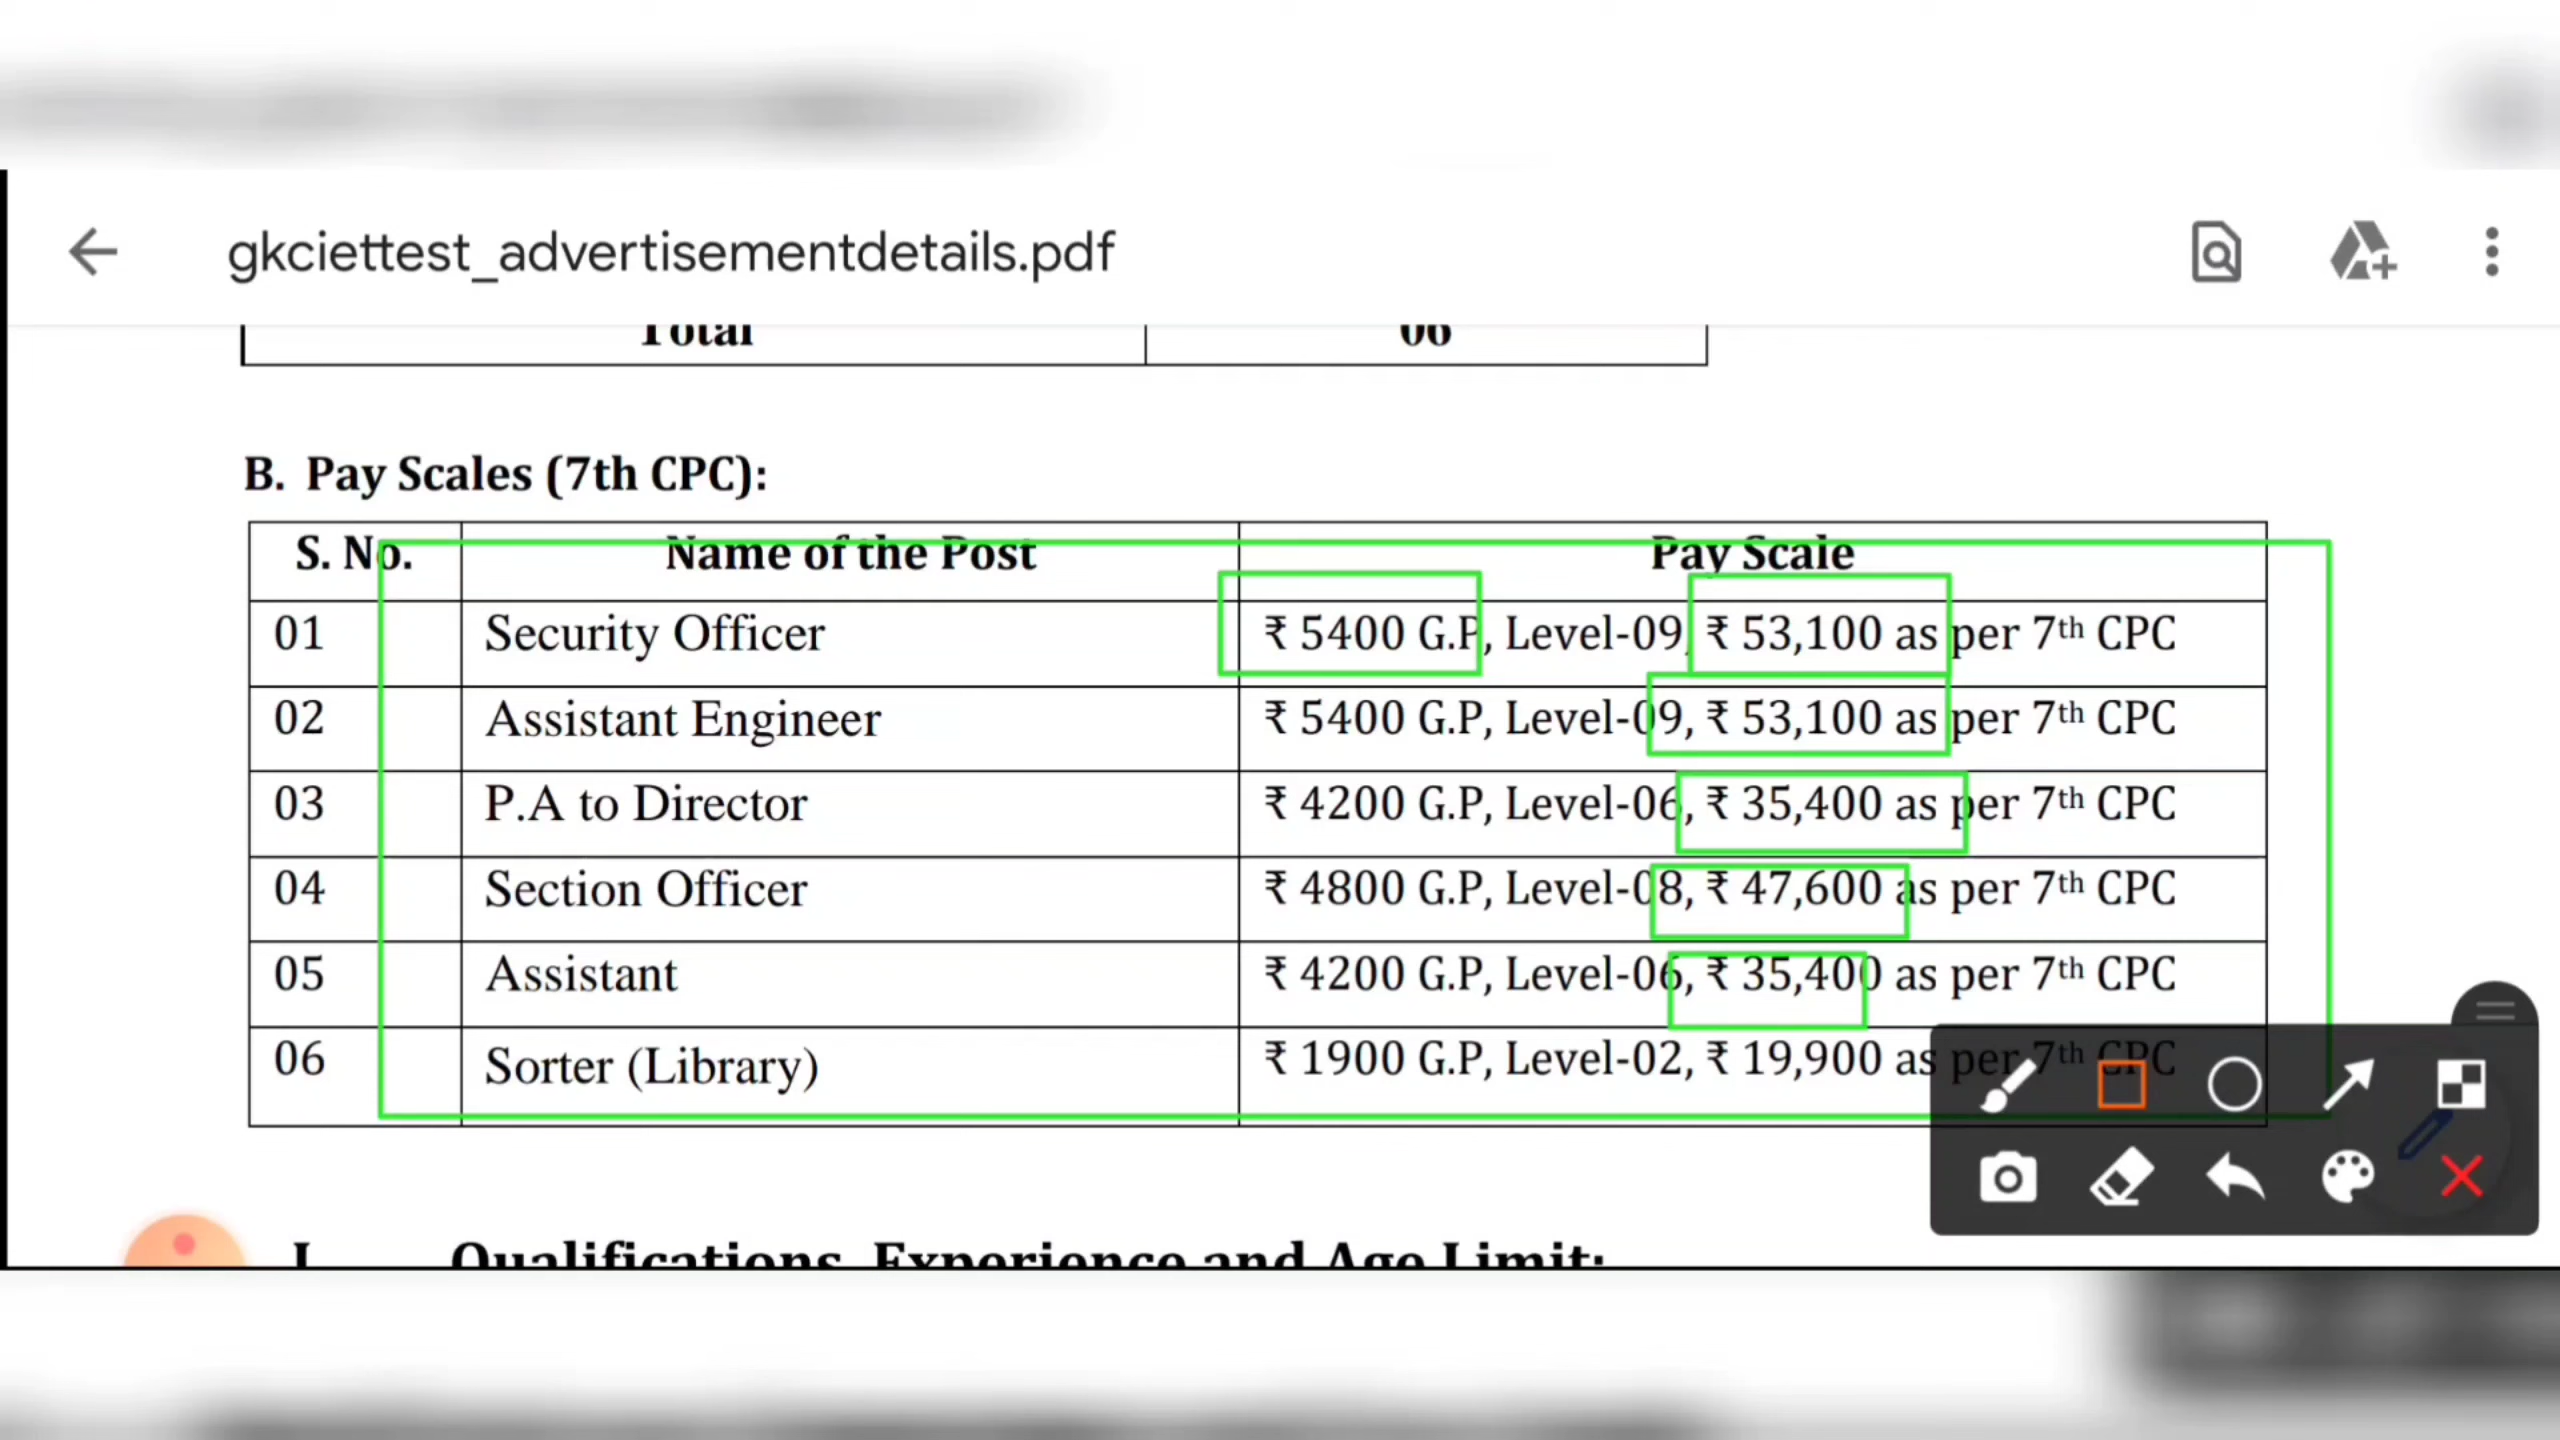 gkciettest_advertisementdetails.pdf
Total 06
B. Pay Scales (7th CPC):
S. No. Name of the Post Pay Scale
01 Security Officer ₹ 5400 G.P, Level-09, ₹ 53,100 as per 7th CPC
02 Assistant Engineer ₹ 5400 G.P, Level-09, ₹ 53,100 as per 7th CPC
03 P.A to Director ₹ 4200 G.P, Level-06, ₹ 35,400 as per 7th CPC
04 Section Officer ₹ 4800 G.P, Level-08, ₹ 47,600 as per 7th CPC
05 Assistant ₹ 4200 G.P, Level-06, ₹ 35,400 as per 7th CPC
06 Sorter (Library) ₹ 1900 G.P, Level-02, ₹ 19,900 as per 7th CPC
I. Qualifications, Experience and Age Limit: